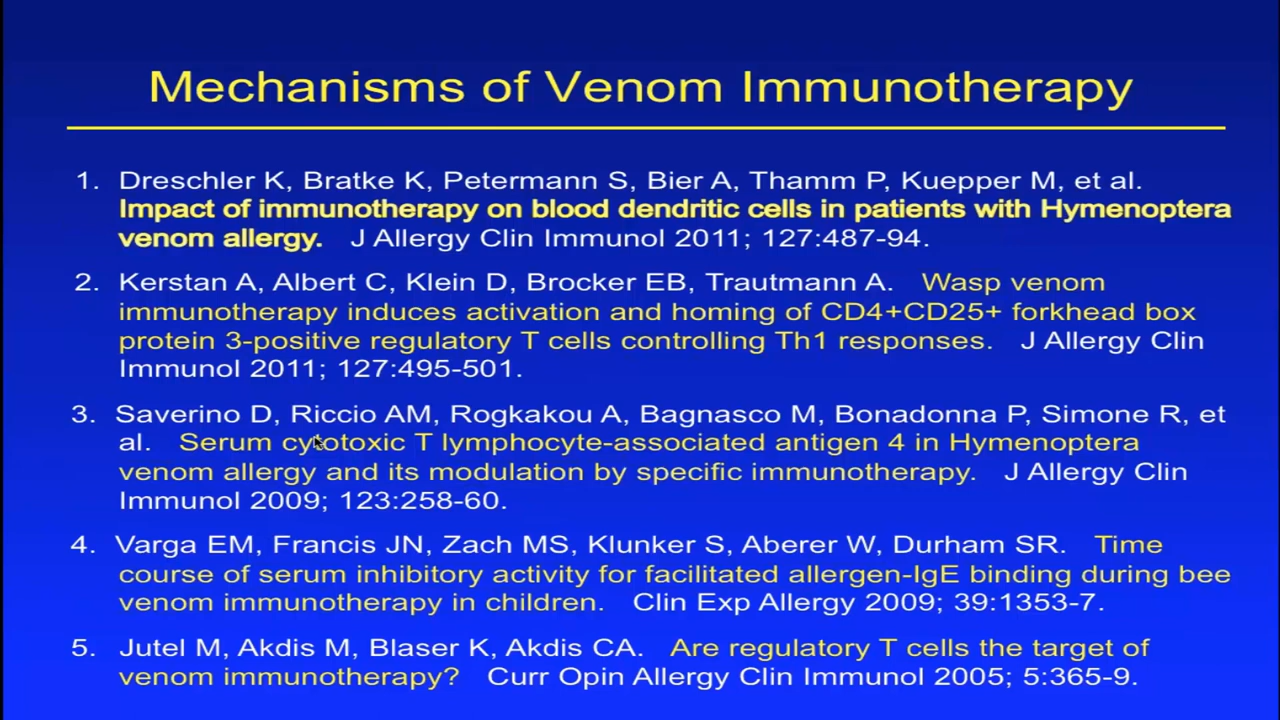 Mechanisms of Venom Immunotherapy
1. Dreschler K, Bratke K, Petermann S, Bier A, Thamm P, Kuepper M, et al.
Impact of immunotherapy on blood dendritic cells in patients with Hymenoptera
venom allergy. J Allergy Clin Immunol 2011; 127:487-94.
2. Kerstan A, Albert C, Klein D, Brocker EB, Trautmann A. Wasp venom
immunotherapy induces activation and homing of CD4+CD25+ forkhead box
protein 3-positive regulatory T cells controlling Th1 responses. J Allergy Clin
Immunol 2011; 127:495-501.
3. Saverino D, Riccio AM, Rogkakou A, Bagnasco M, Bonadonna P, Simone R, et
al. Serum cytotoxic T lymphocyte-associated antigen 4 in Hymenoptera
venom allergy and its modulation by specific immunotherapy. J Allergy Clin
Immunol 2009; 123:258-60.
4. Varga EM, Francis JN, Zach MS, Klunker S, Aberer W, Durham SR. Time
course of serum inhibitory activity for facilitated allergen-IgE binding during bee
venom immunotherapy in children. Clin Exp Allergy 2009; 39:1353-7.
5. Jutel M, Akdis M, Blaser K, Akdis CA. Are regulatory T cells the target of
venom immunotherapy? Curr Opin Allergy Clin Immunol 2005; 5:365-9.